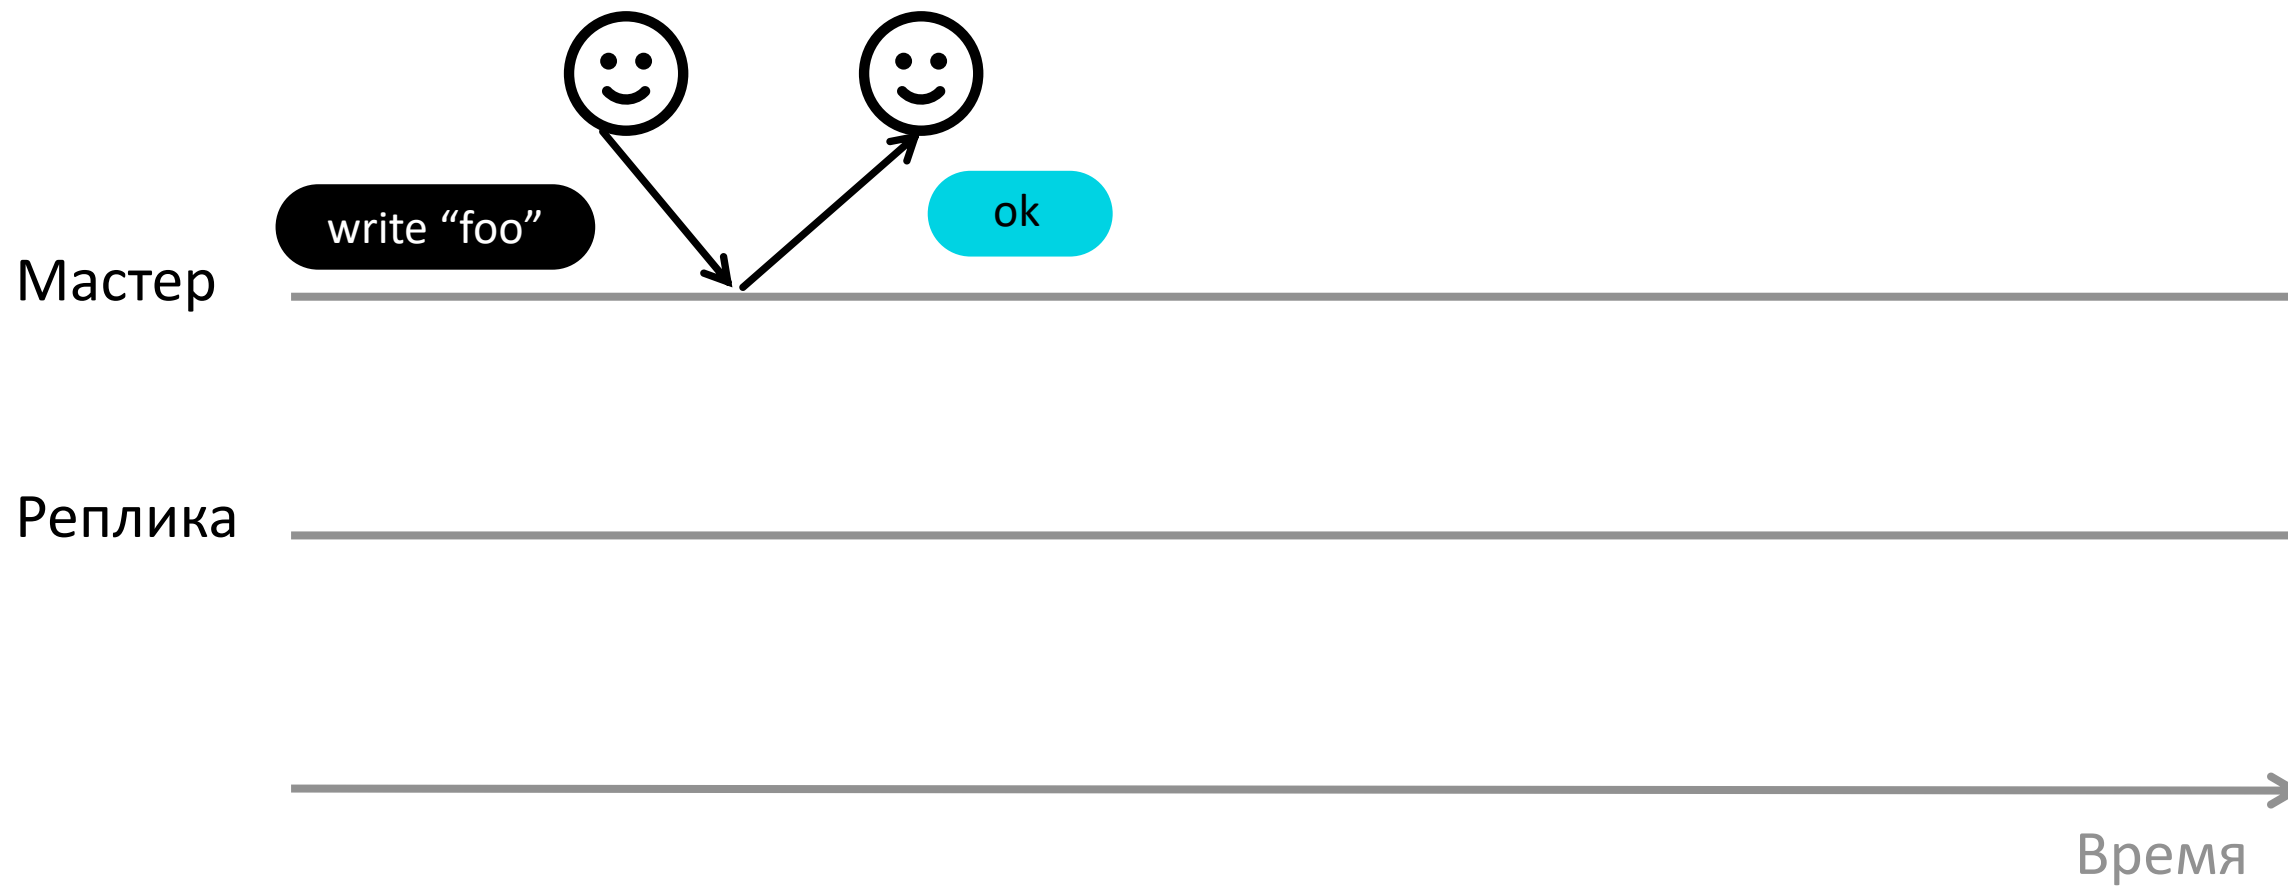 write “foo”
ok
Мастер
Реплика
Время